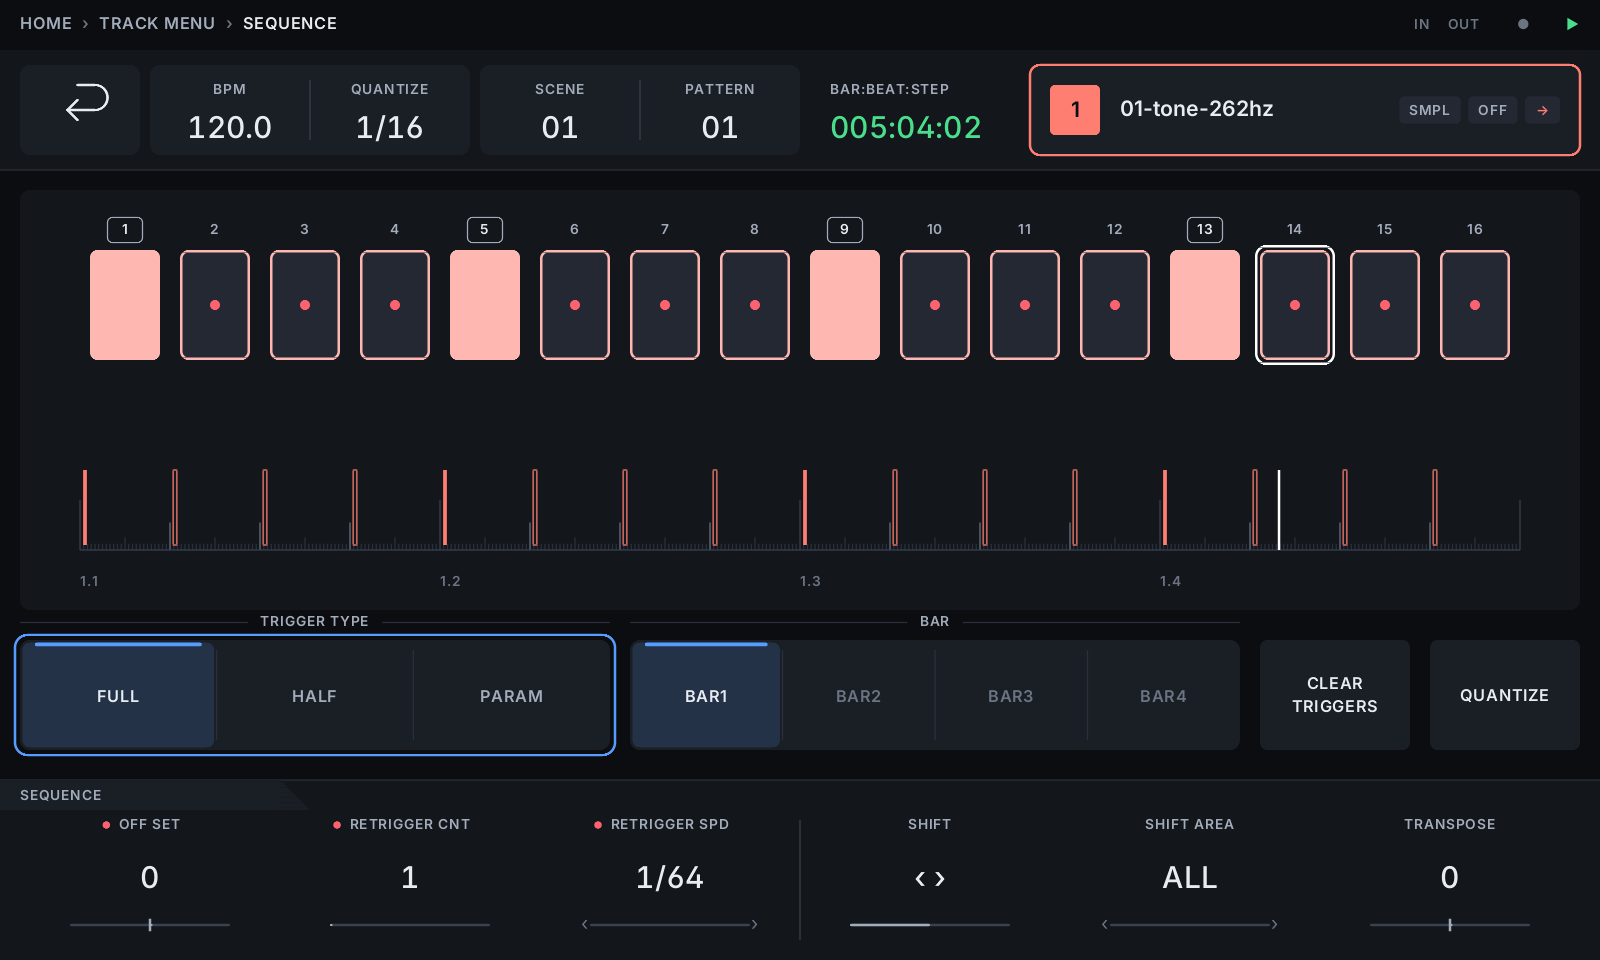 HOME › TRACK MENU › SEQUENCE
IN OUT
BPM QUANTIZE SCENE PATTERN BAR:BEAT:STEP
120.0 1/16 01 01 005:04:02
1 01-tone-262hz SMPL OFF →
1 2 3 4 5 6 7 8 9 10 11 12 13 14 15 16
1.1 1.2 1.3 1.4
TRIGGER TYPE BAR
FULL HALF PARAM BAR1 BAR2 BAR3 BAR4
CLEAR
TRIGGERS
QUANTIZE
SEQUENCE
OFF SET RETRIGGER CNT RETRIGGER SPD SHIFT SHIFT AREA TRANSPOSE
0 1 1/64 ‹ › ALL 0